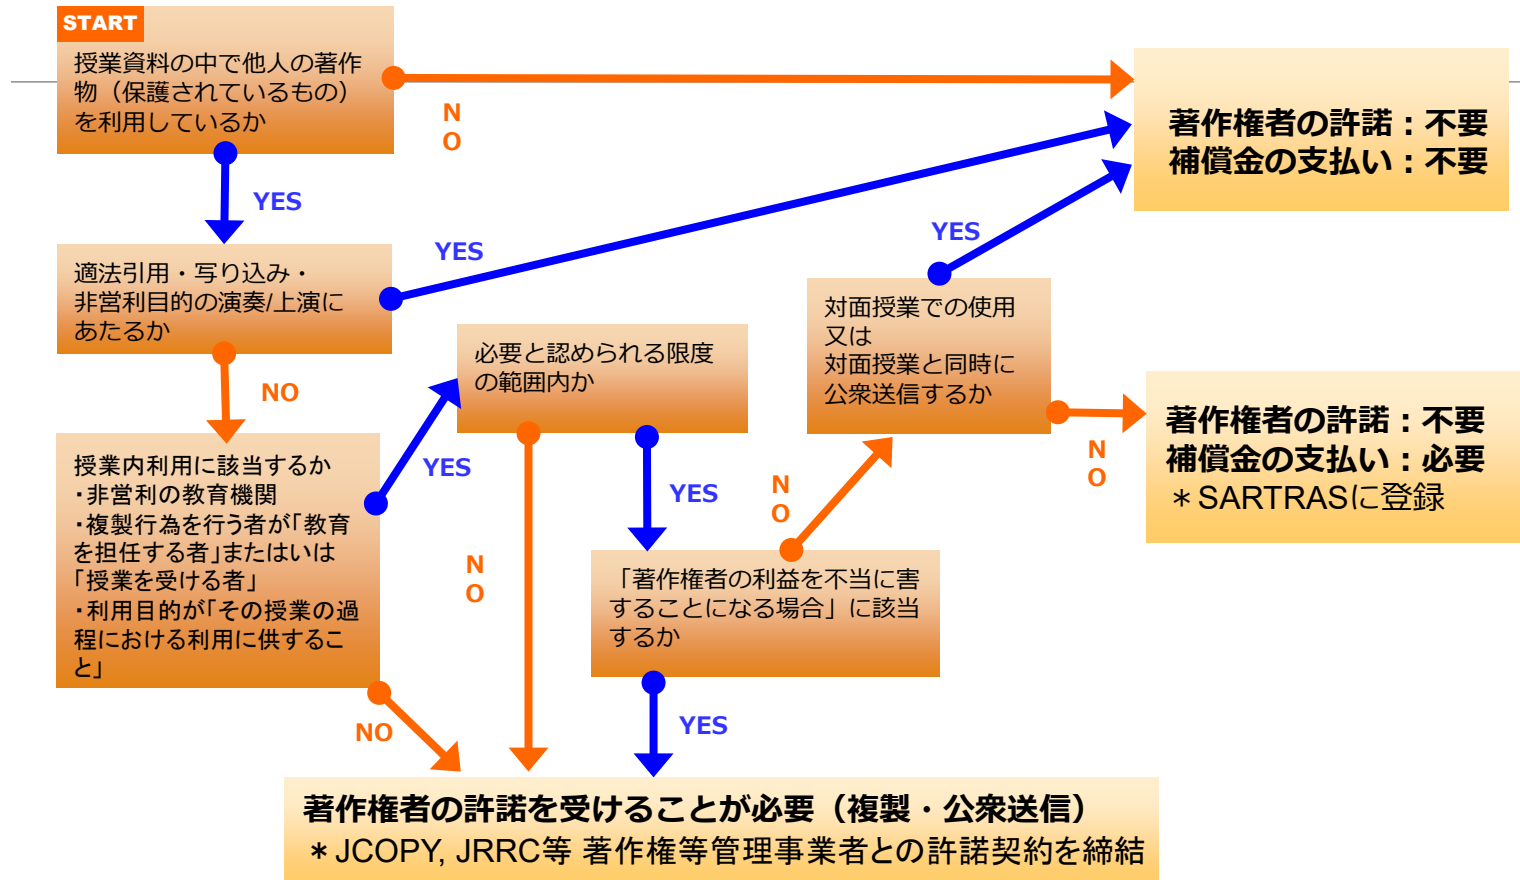 START
授業資料の中で他人の著作
物（保護されているもの）
を利用しているか
N
O
著作権者の許諾：不要
補償金の支払い：不要
YES
YES
YES
適法引用・写り込み・
非営利目的の演奏/上演に
あたるか
対面授業での使用
又は
対面授業と同時に
公衆送信するか
必要と認められる限度
の範囲内か
NO
著作権者の許諾：不要
補償金の支払い：必要
＊SARTRASに登録
N
O
授業内利用に該当するか
・非営利の教育機関
・複製行為を行う者が「教育
を担任する者」またはいは
「授業を受ける者」
・利用目的が「その授業の過
程における利用に供するこ
と」
YES
YES
N
O
N
O
「著作権者の利益を不当に害
することになる場合」に該当
するか
NO
YES
著作権者の許諾を受けることが必要（複製・公衆送信）
＊JCOPY, JRRC等 著作権等管理事業者との許諾契約を締結